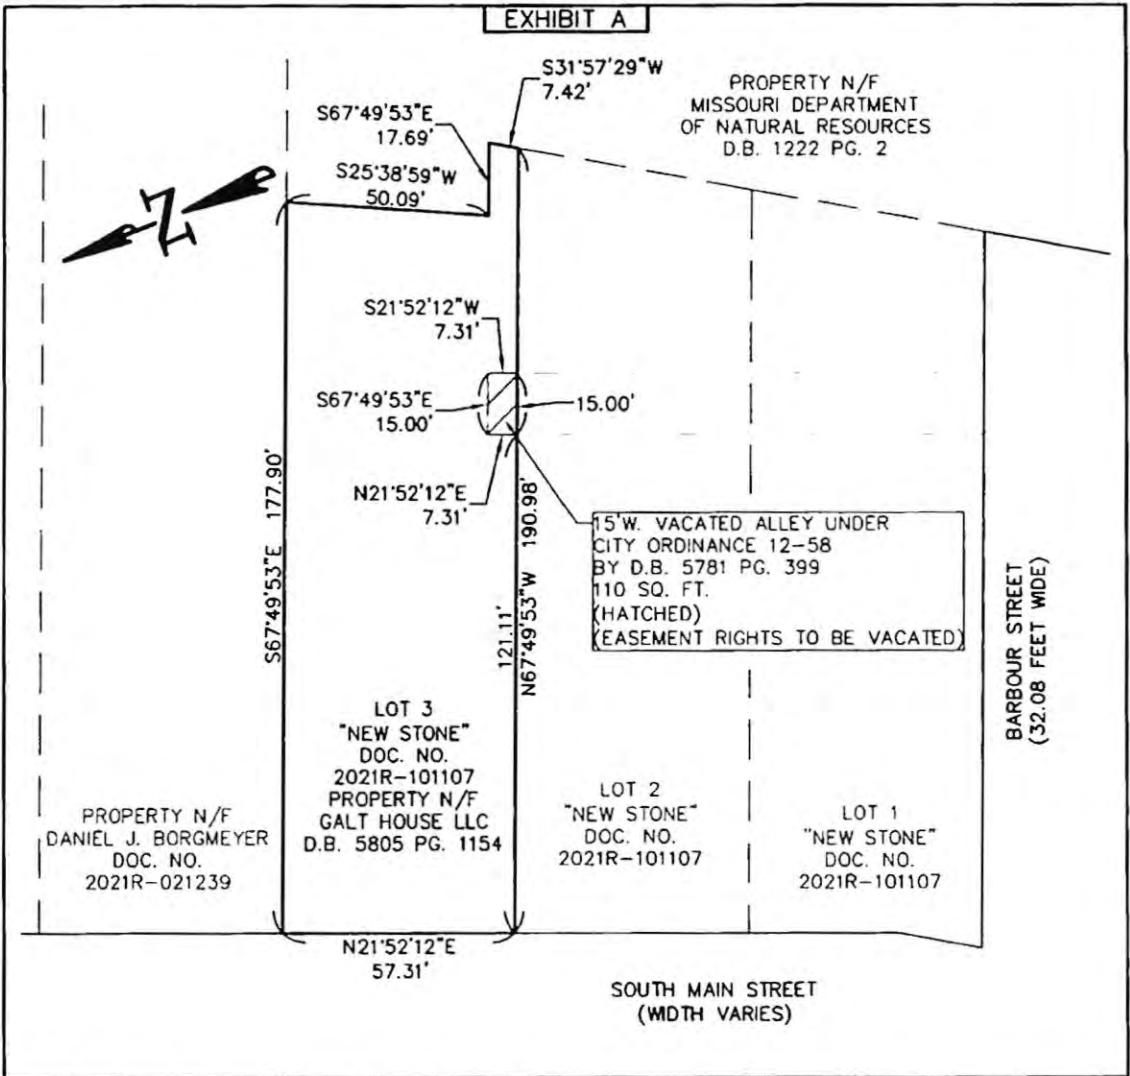 EXHIBIT A
S31°57'29"W
7.42'
PROPERTY N/F
MISSOURI DEPARTMENT
OF NATURAL RESOURCES
D.B. 1222 PG. 2
S67°49'53"E
17.69'
S25°38'59"W
50.09'
N
S21°52'12"W
7.31'
S67°49'53"E
15.00'
15.00'
N21°52'12"E
7.31'
S67°49'53"E 177.90'
121.11'
N67°49'53"W 190.98'
15'W. VACATED ALLEY UNDER
CITY ORDINANCE 12-58
BY D.B. 5781 PG. 399
110 SQ. FT.
(HATCHED)
(EASEMENT RIGHTS TO BE VACATED)
BARBOUR STREET
(32.08 FEET WIDE)
LOT 3
"NEW STONE"
DOC. NO.
2021R-101107
PROPERTY N/F
GALT HOUSE LLC
D.B. 5805 PG. 1154
PROPERTY N/F
DANIEL J. BORGMEYER
DOC. NO.
2021R-021239
LOT 2
"NEW STONE"
DOC. NO.
2021R-101107
LOT 1
"NEW STONE"
DOC. NO.
2021R-101107
N21°52'12"E
57.31'
SOUTH MAIN STREET
(WIDTH VARIES)